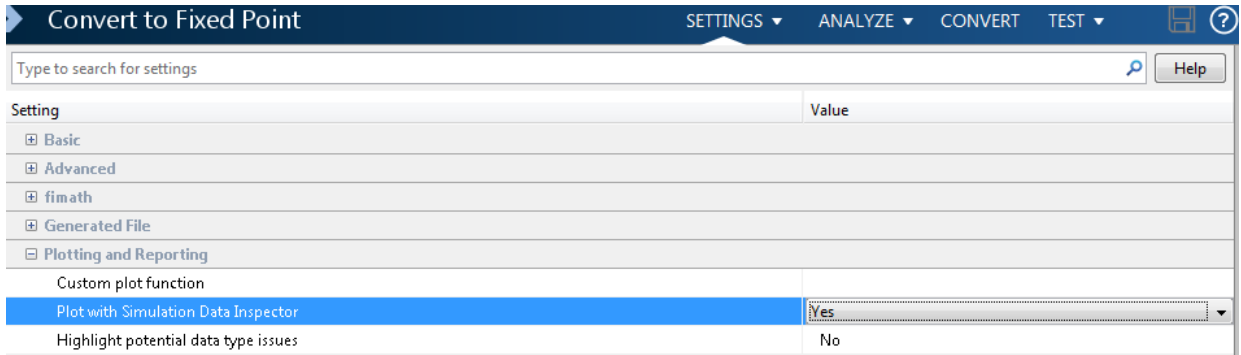 Convert to Fixed Point SETTINGS ▼ ANALYZE ▼ CONVERT TEST ▼ ?
Type to search for settings Help
Setting Value
Basic
Advanced
fimath
Generated File
Plotting and Reporting
Custom plot function
Plot with Simulation Data Inspector Yes
Highlight potential data type issues No